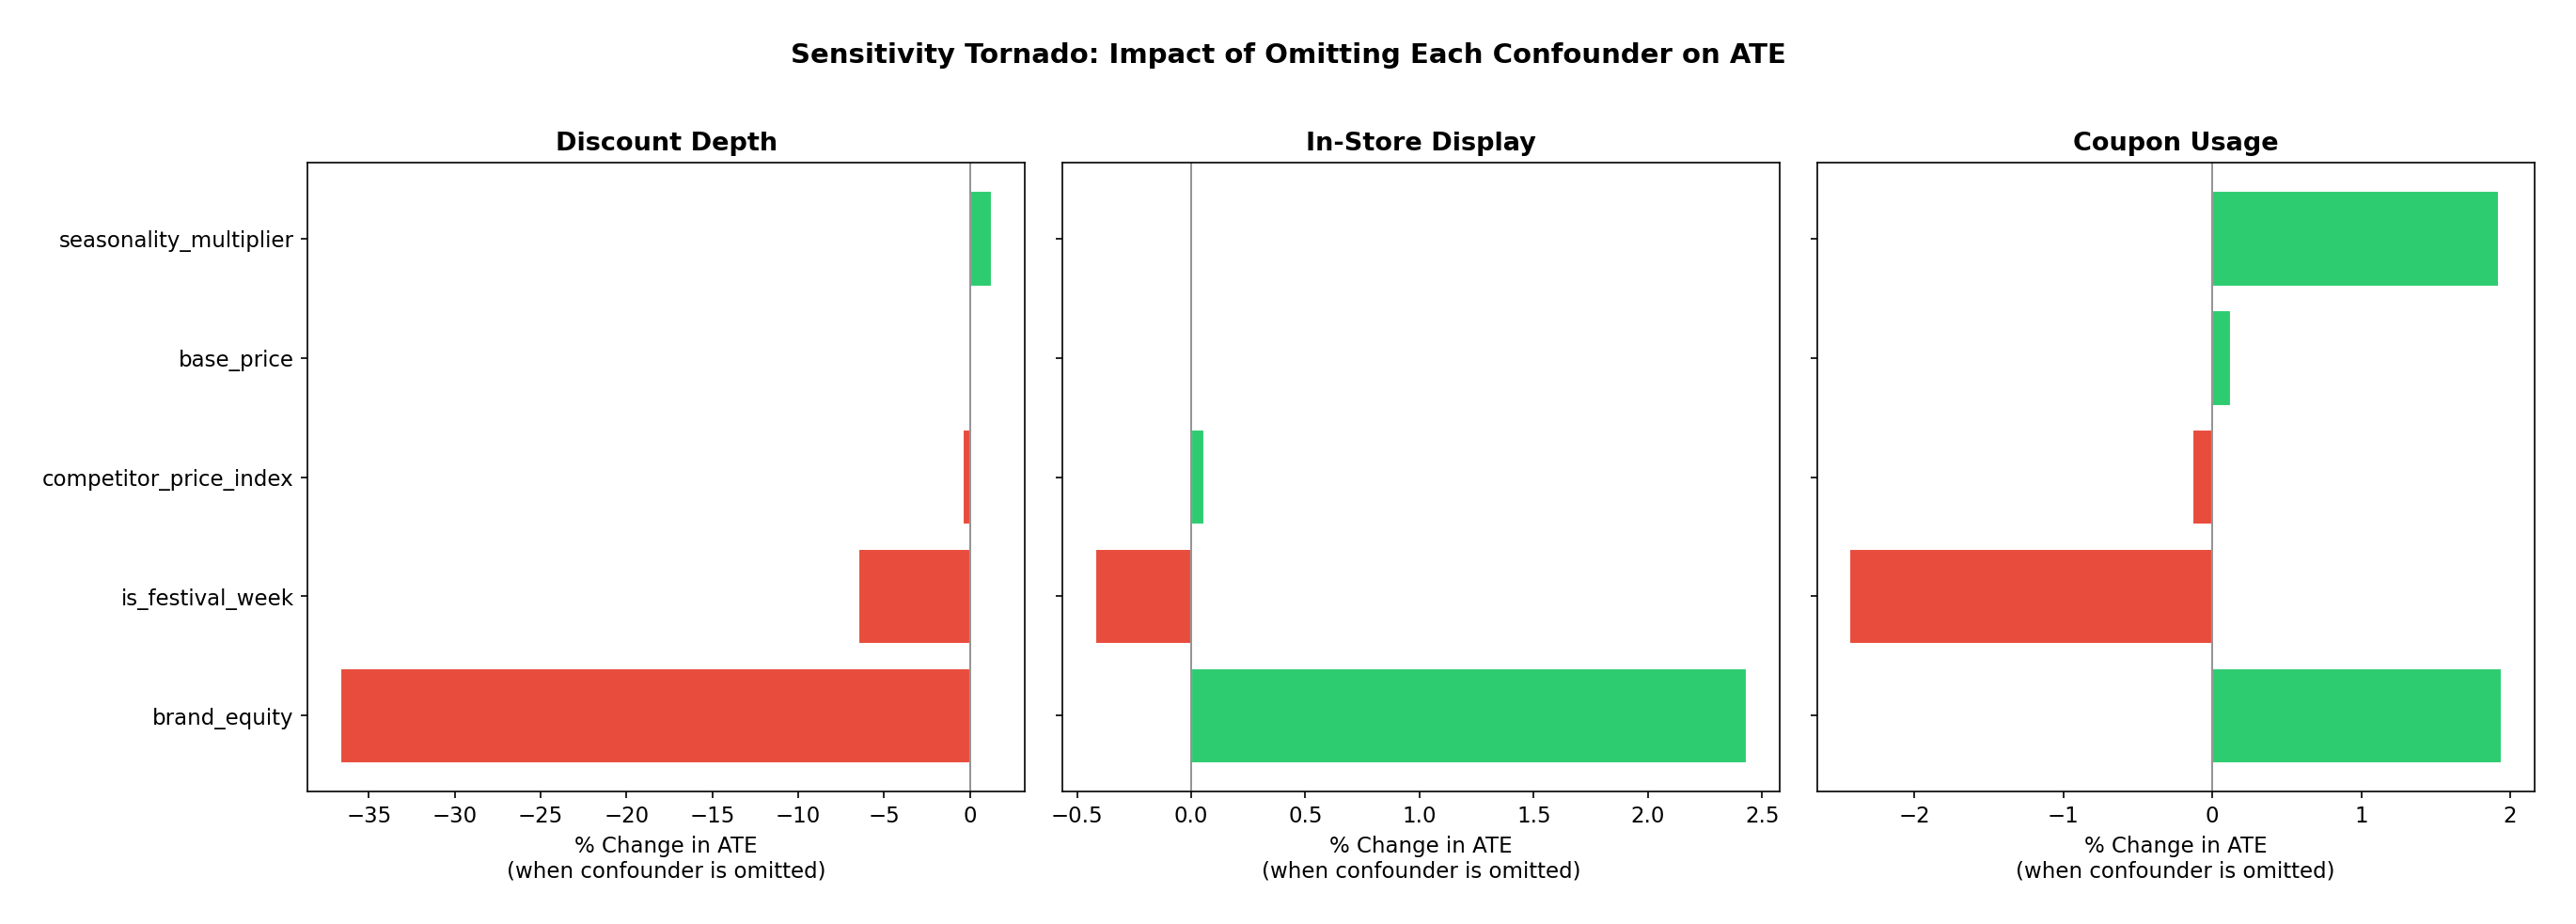 Sensitivity Tornado: Impact of Omitting Each Confounder on ATE
Discount Depth
In-Store Display
Coupon Usage
seasonality_multiplier
base_price
competitor_price_index
is_festival_week
brand_equity
−35 −30 −25 −20 −15 −10 −5 0
−0.5 0.0 0.5 1.0 1.5 2.0 2.5
−2 −1 0 1 2
% Change in ATE
(when confounder is omitted)
% Change in ATE
(when confounder is omitted)
% Change in ATE
(when confounder is omitted)